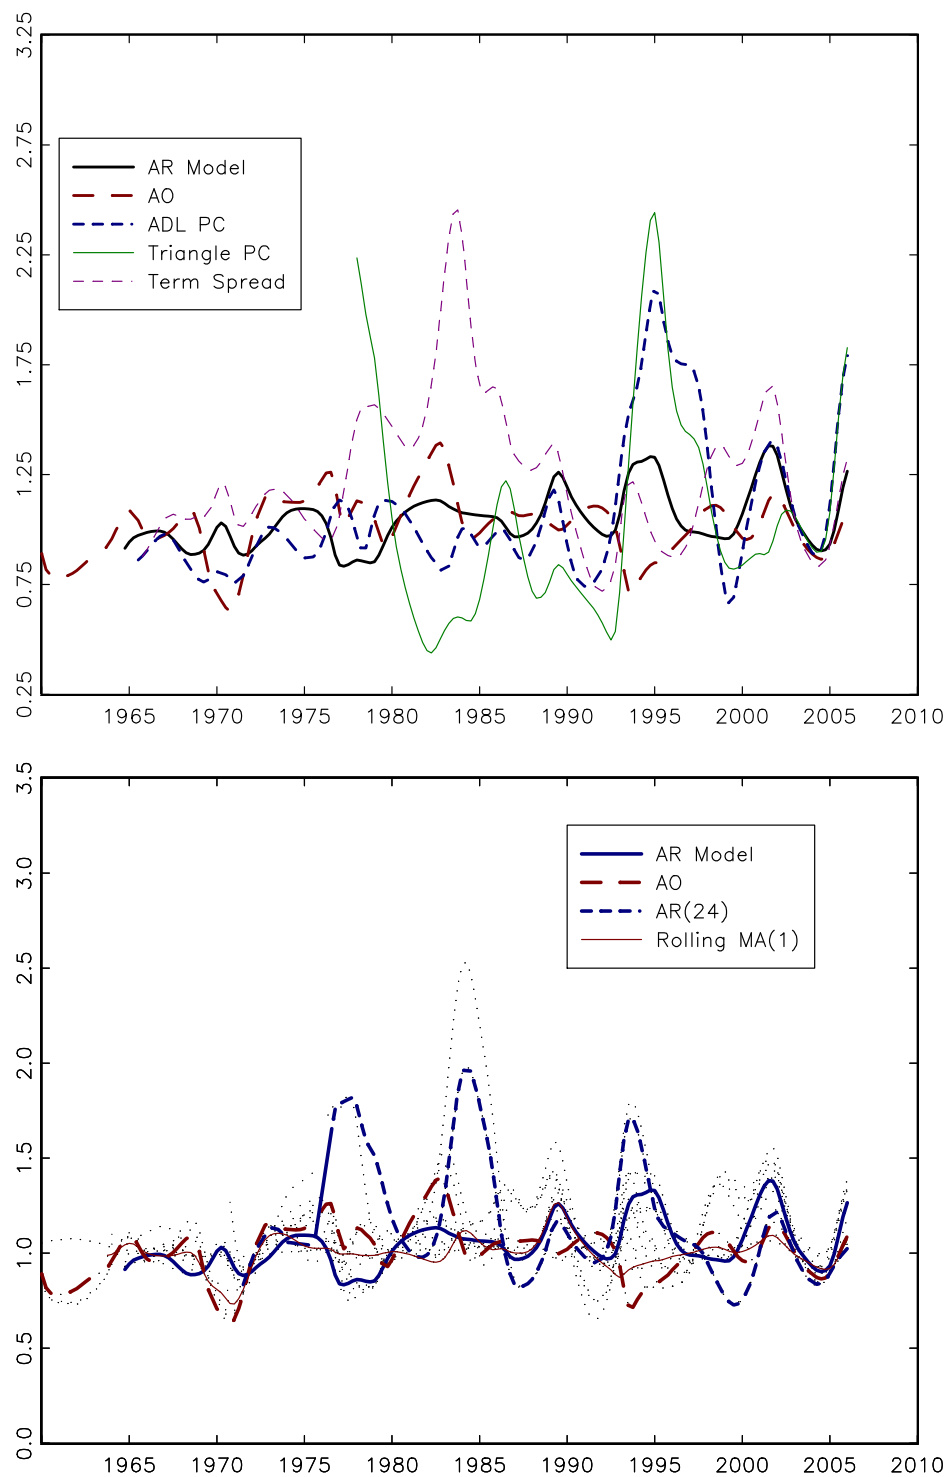 3.25
2.75
2.25
1.75
1.25
0.75
0.25
AR Model
AO
ADL PC
Triangle PC
Term Spread
1965 1970 1975 1980 1985 1990 1995 2000 2005 2010
3.5
3.0
2.5
2.0
1.5
1.0
0.5
0.0
AR Model
AO
AR(24)
Rolling MA(1)
1965 1970 1975 1980 1985 1990 1995 2000 2005 2010